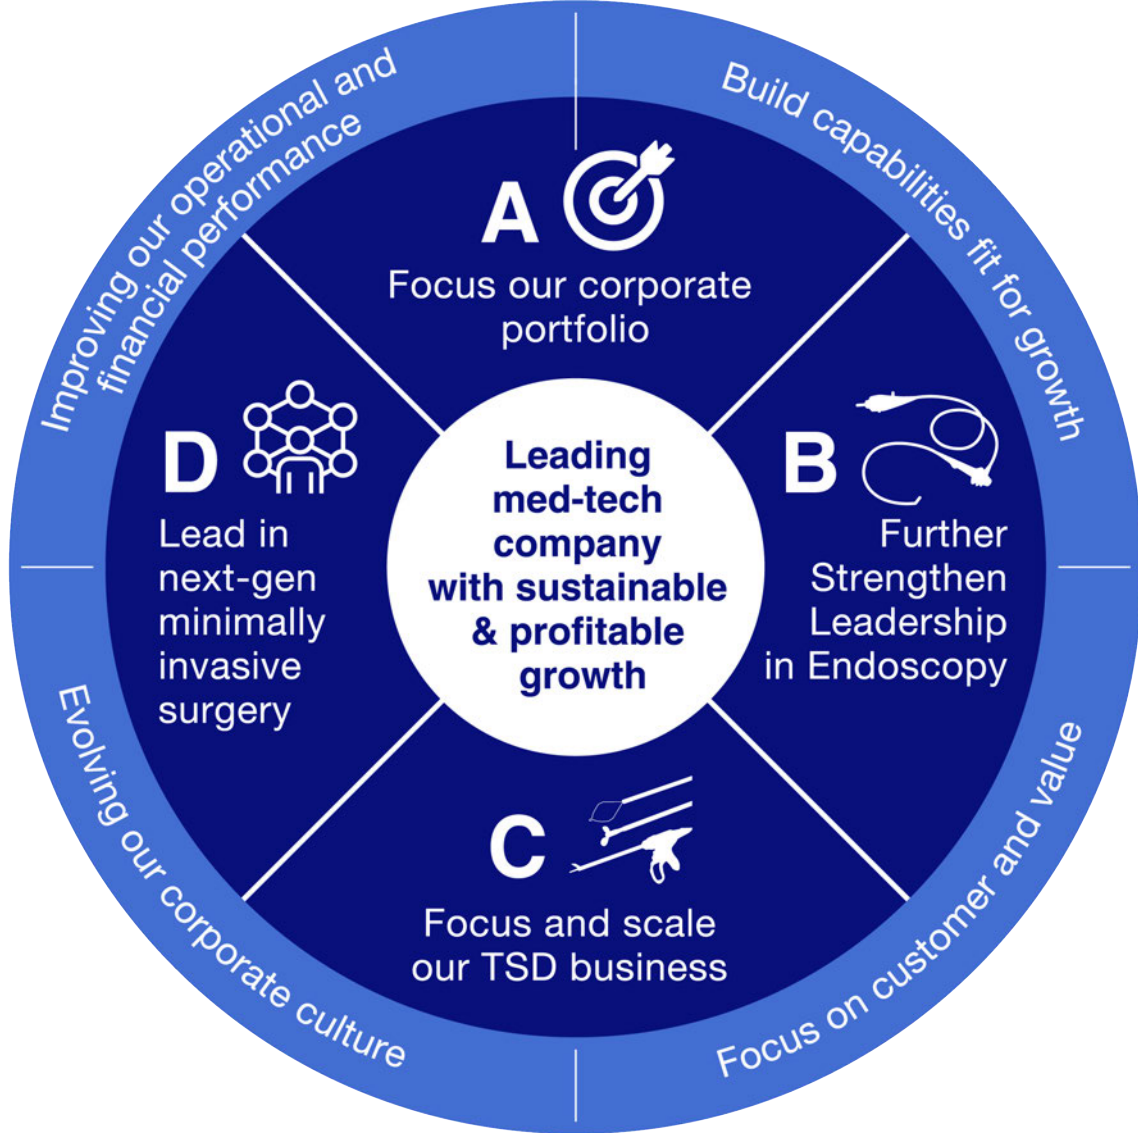 Improving our operational and
financial performance
Build capabilities fit for growth
A
Focus our corporate
portfolio
D
Lead in
next-gen
minimally
invasive
surgery
Leading
med-tech
company
with sustainable
& profitable
growth
B
Further
Strengthen
Leadership
in Endoscopy
C
Focus and scale
our TSD business
Evolving our corporate culture
Focus on customer and value